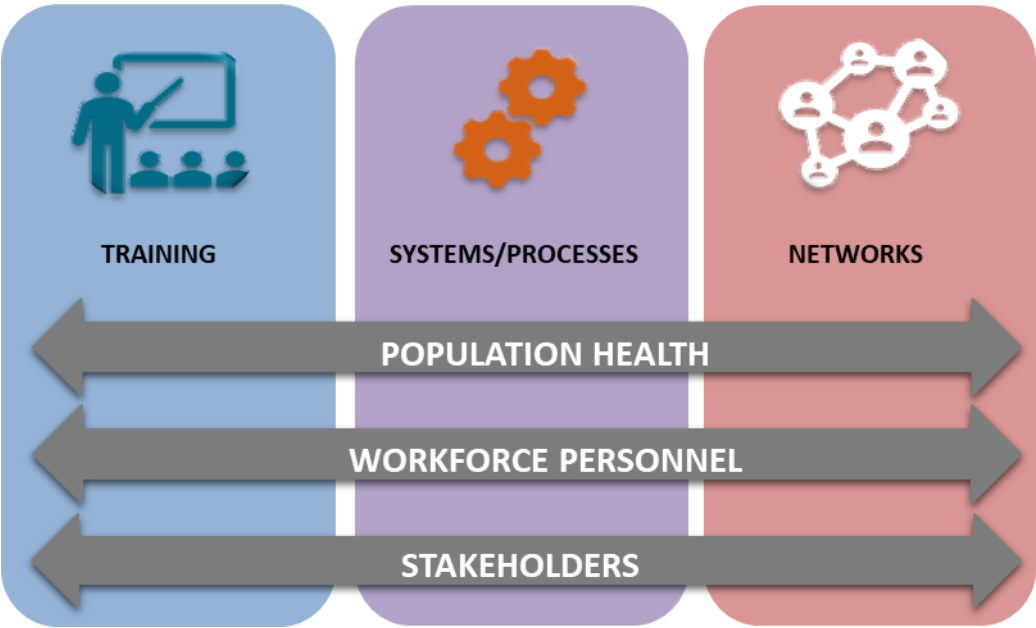 TRAINING
SYSTEMS/PROCESSES
NETWORKS
POPULATION HEALTH
WORKFORCE PERSONNEL
STAKEHOLDERS